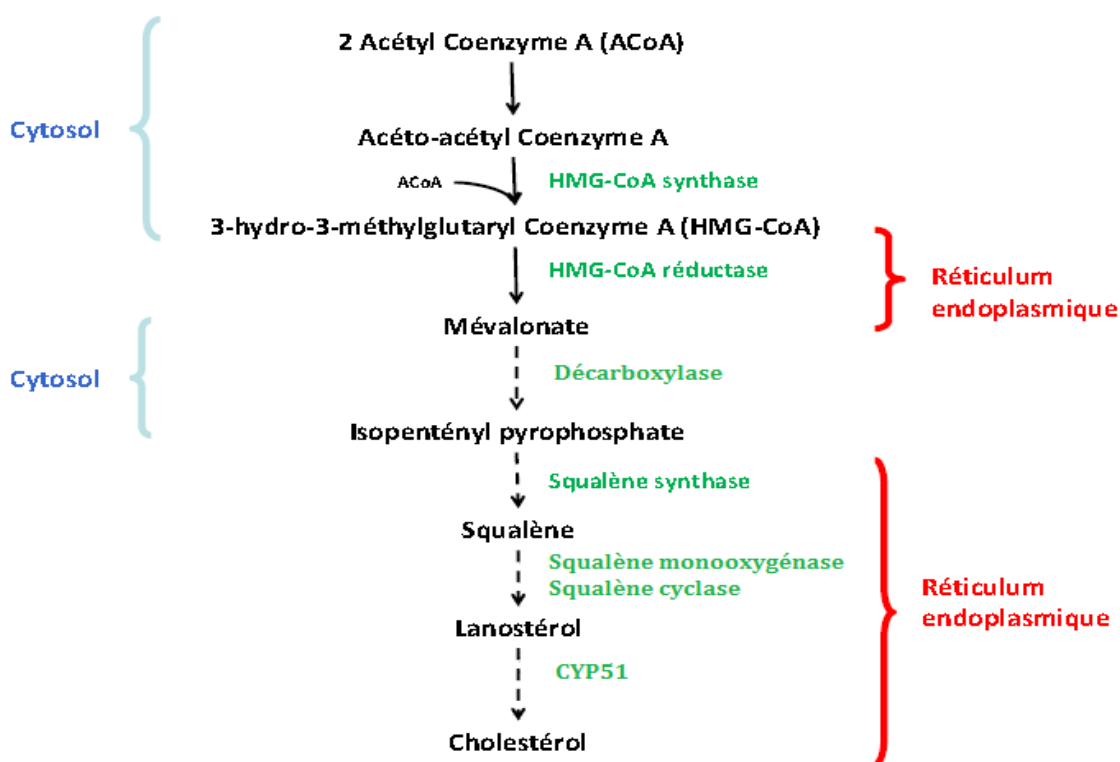 2 Acétyl Coenzyme A (ACoA)
Cytosol
Acéto-acétyl Coenzyme A
ACoA
HMG-CoA synthase
3-hydro-3-méthylglutaryl Coenzyme A (HMG-CoA)
HMG-CoA réductase
Réticulum
endoplasmique
Mévalonate
Cytosol
Décarboxylase
Isopentényl pyrophosphate
Squalène synthase
Squalène
Squalène monooxygénase
Squalène cyclase
Réticulum
endoplasmique
Lanostérol
CYP51
Cholestérol